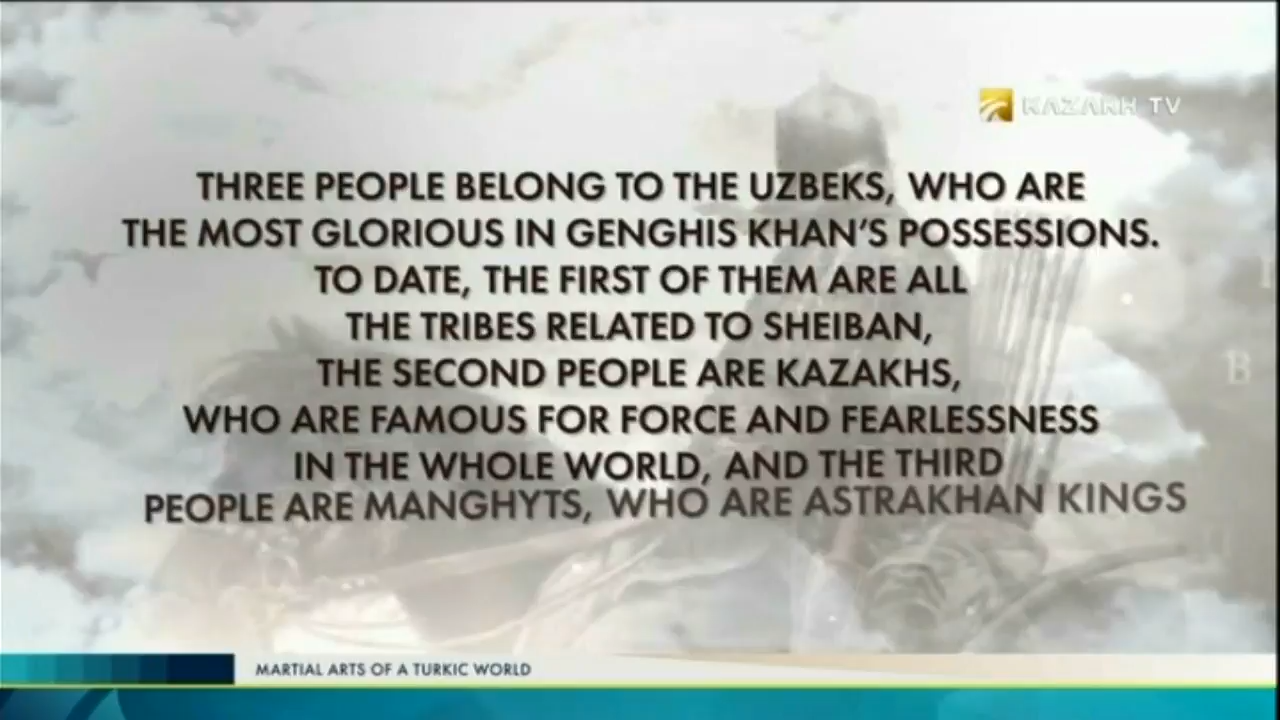 KAZAKH TV
THREE PEOPLE BELONG TO THE UZBEKS, WHO ARE
THE MOST GLORIOUS IN GENGHIS KHAN'S POSSESSIONS.
TO DATE, THE FIRST OF THEM ARE ALL
THE TRIBES RELATED TO SHEIBAN,
THE SECOND PEOPLE ARE KAZAKHS,
WHO ARE FAMOUS FOR FORCE AND FEARLESSNESS
IN THE WHOLE WORLD, AND THE THIRD
PEOPLE ARE MANGHYTS, WHO ARE ASTRAKHAN KINGS
B
MARTIAL ARTS OF A TURKIC WORLD